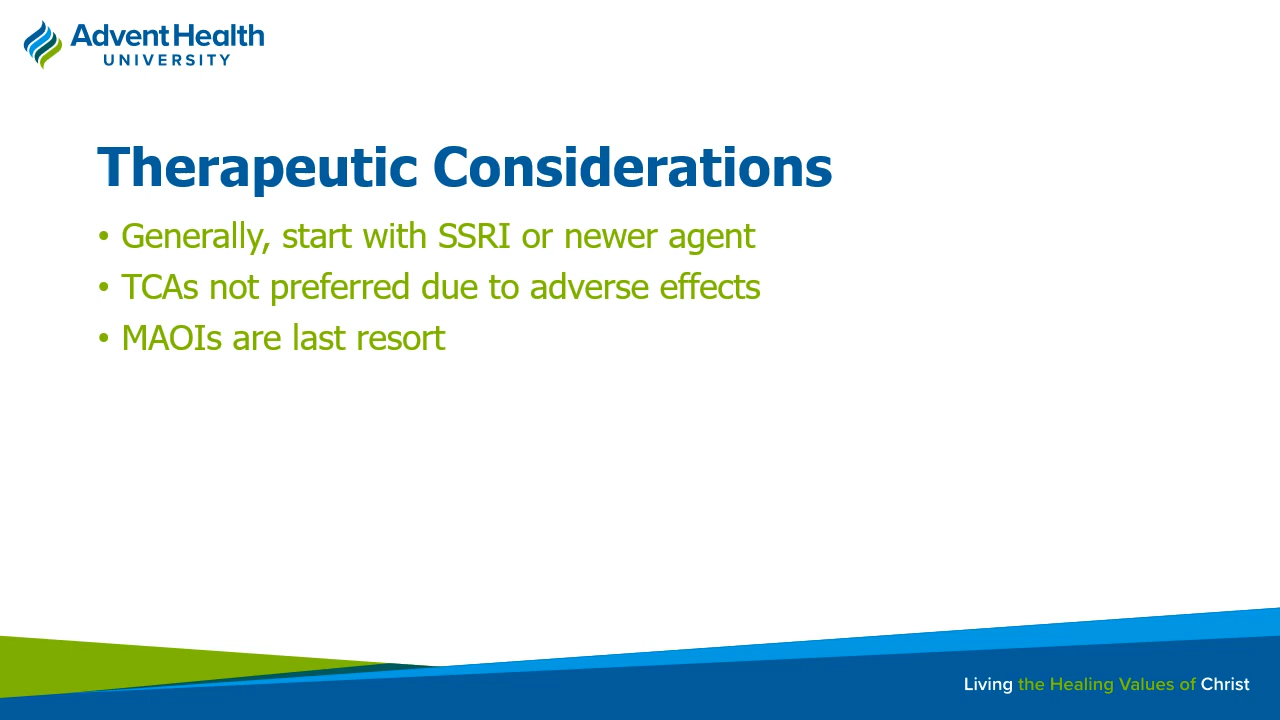 AdventHealth
UNIVERSITY
Therapeutic Considerations
• Generally, start with SSRI or newer agent
• TCAs not preferred due to adverse effects
• MAOIs are last resort
Living the Healing Values of Christ